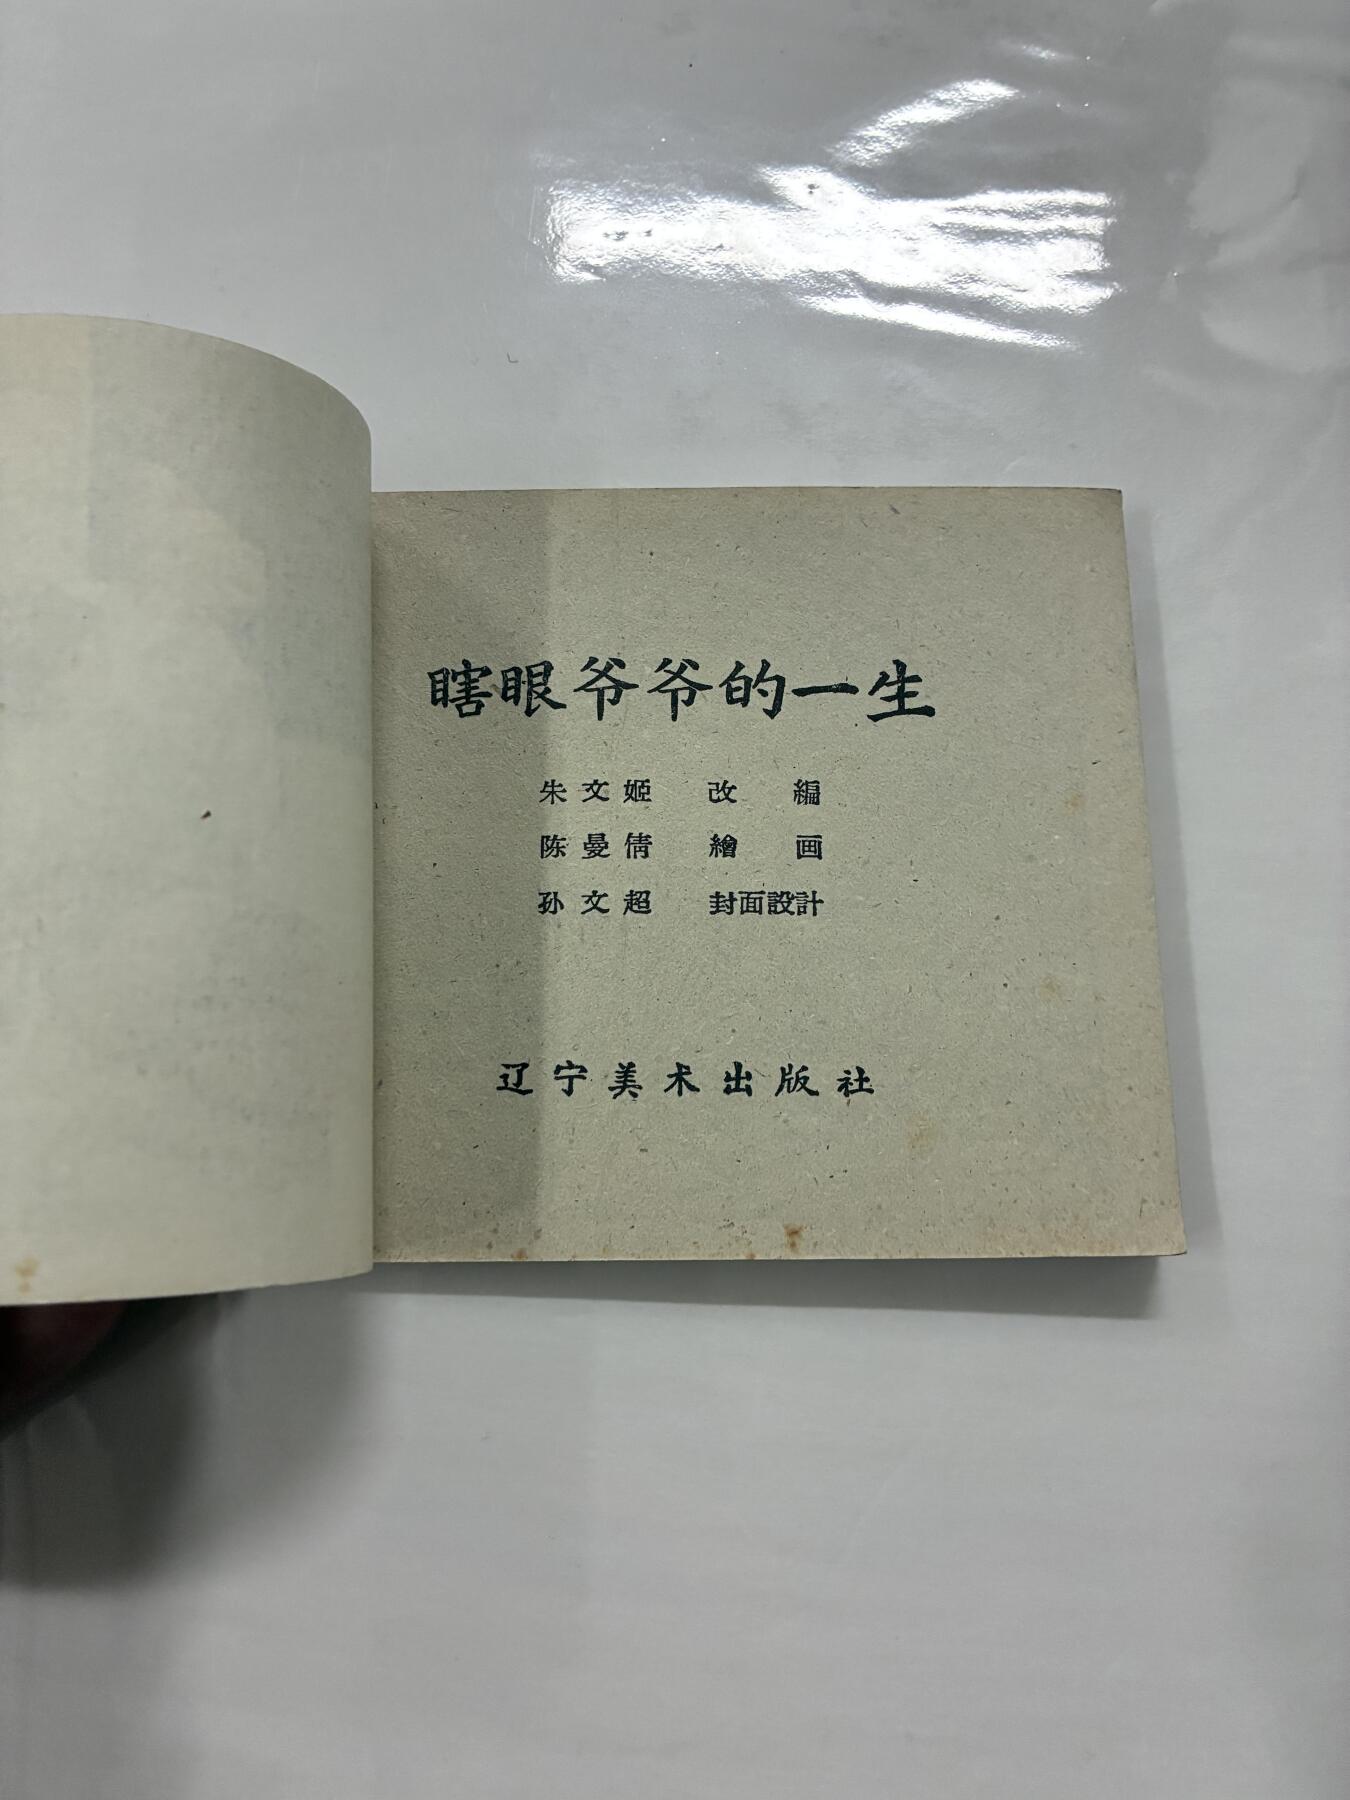 瞎眼爷爷的一生
朱文姬 改編
陈曼倩 繪画
孙文超 封面設計
辽宁美术出版社